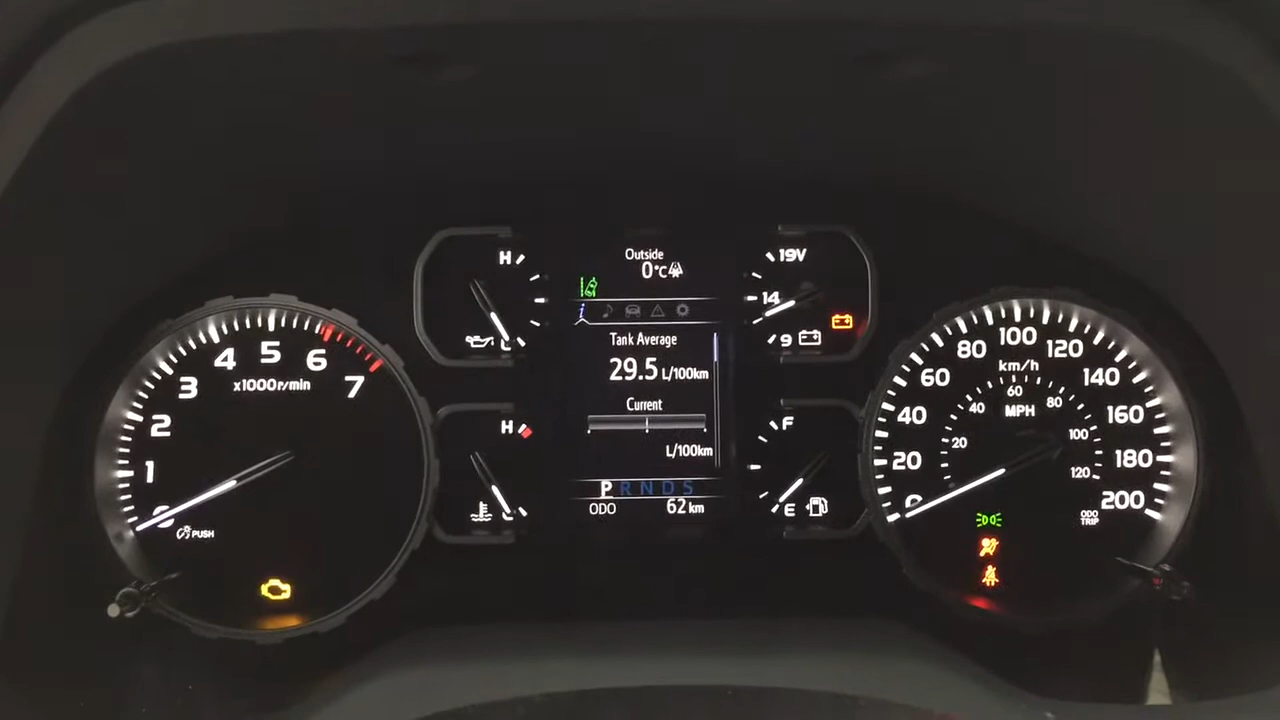 H
L
Outside
0°C
19V
14
9
Tank Average
29.5 L/100km
Current
L/100km
P R N D S
ODO 62 km
H
C
F
E
0
1
2
3
4
5
6
7
x1000r/min
PUSH
0
20
40
60
80
100
120
140
160
180
200
km/h
MPH
20
40
60
80
100
120
ODO
TRIP